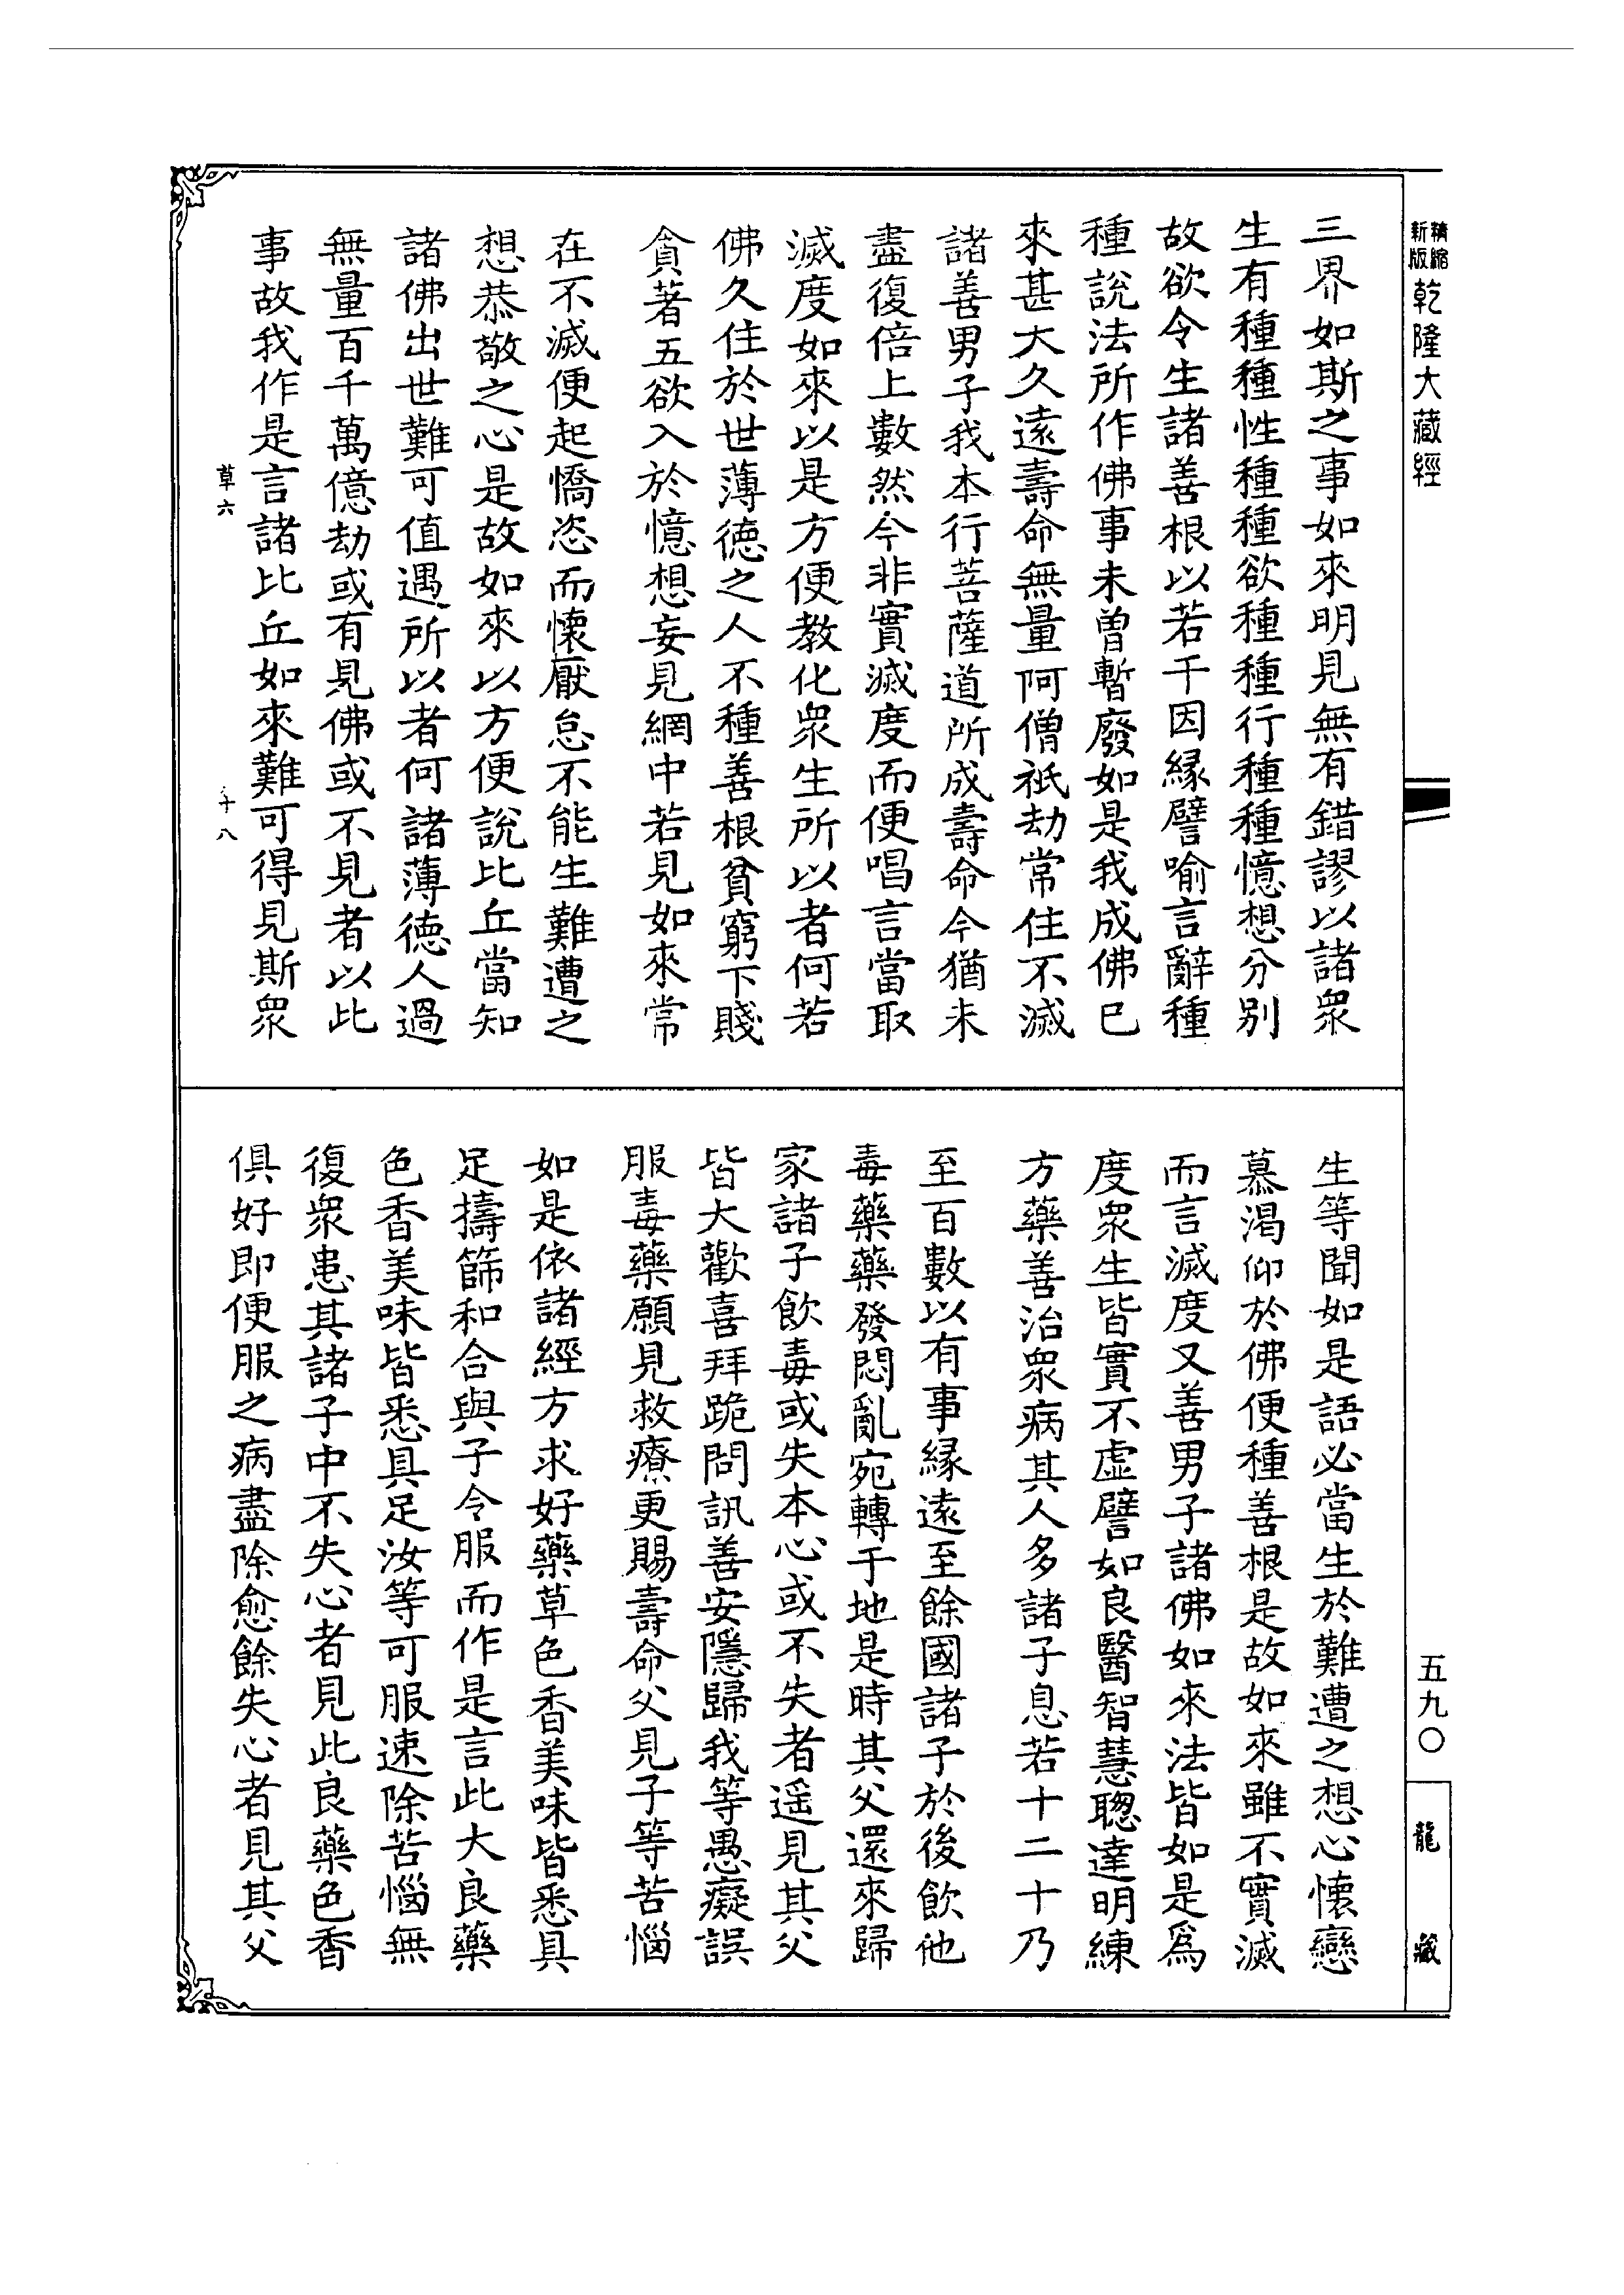 精縮新版乾隆大藏經
三界如斯之事如來明見無有錯謬以諸衆
生有種種性種種欲種種行種種憶想分別
故欲令生諸善根以若干因緣譬喻言辭種
種說法所作佛事未曾暫廢如是我成佛已
來甚大久遠壽命無量阿僧祇劫常住不滅
諸善男子我本行菩薩道所成壽命今猶未
盡復倍上數然今非實滅度而便唱言當取
滅度如來以是方便教化衆生所以者何若
佛久住於世薄德之人不種善根貧窮下賤
貪著五欲入於憶想妄見網中若見如來常
在不滅便起憍恣而懷厭怠不能生難遭之
想恭敬之心是故如來以方便說比丘當知
諸佛出世難可值遇所以者何諸薄德人過
無量百千萬億劫或有見佛或不見者以此
事故我作是言諸比丘如來難可得見斯衆
草六
十八
生等聞如是語必當生於難遭之想心懷戀
慕渴仰於佛便種善根是故如來雖不實滅
而言滅度又善男子諸佛如來法皆如是爲
度衆生皆實不虛譬如良醫智慧聰達明練
方藥善治衆病其人多諸子息若十二十乃
至百數以有事緣遠至餘國諸子於後飲他
毒藥藥發悶亂宛轉于地是時其父還來歸
家諸子飲毒或失本心或不失者遥見其父
皆大歡喜拜跪問訊善安隱歸我等愚癡誤
服毒藥願見救療更賜壽命父見子等苦惱
如是依諸經方求好藥草色香美味皆悉具
足擣篩和合與子令服而作是言此大良藥
色香美味皆悉具足汝等可服速除苦惱無
復衆患其諸子中不失心者見此良藥色香
俱好即便服之病盡除愈餘失心者見其父
五九〇
龍藏